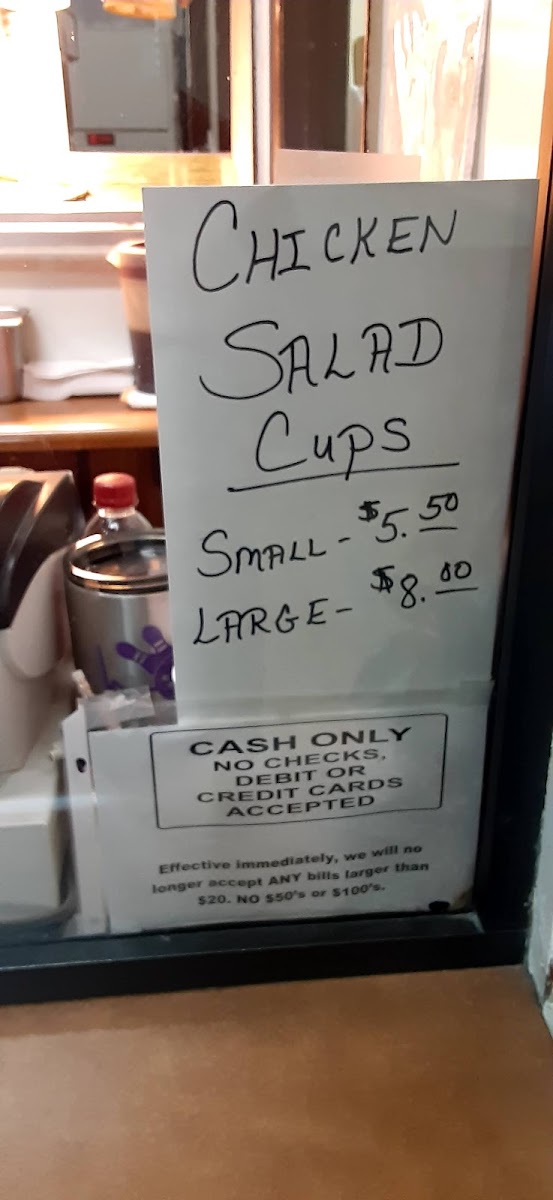 CHICKEN
SALAD
CUPS
SMALL - $5.50
LARGE - $8.00
CASH ONLY
NO CHECKS,
DEBIT OR
CREDIT CARDS
ACCEPTED
Effective immediately, we will no
longer accept ANY bills larger than
$20. NO $50's or $100's.